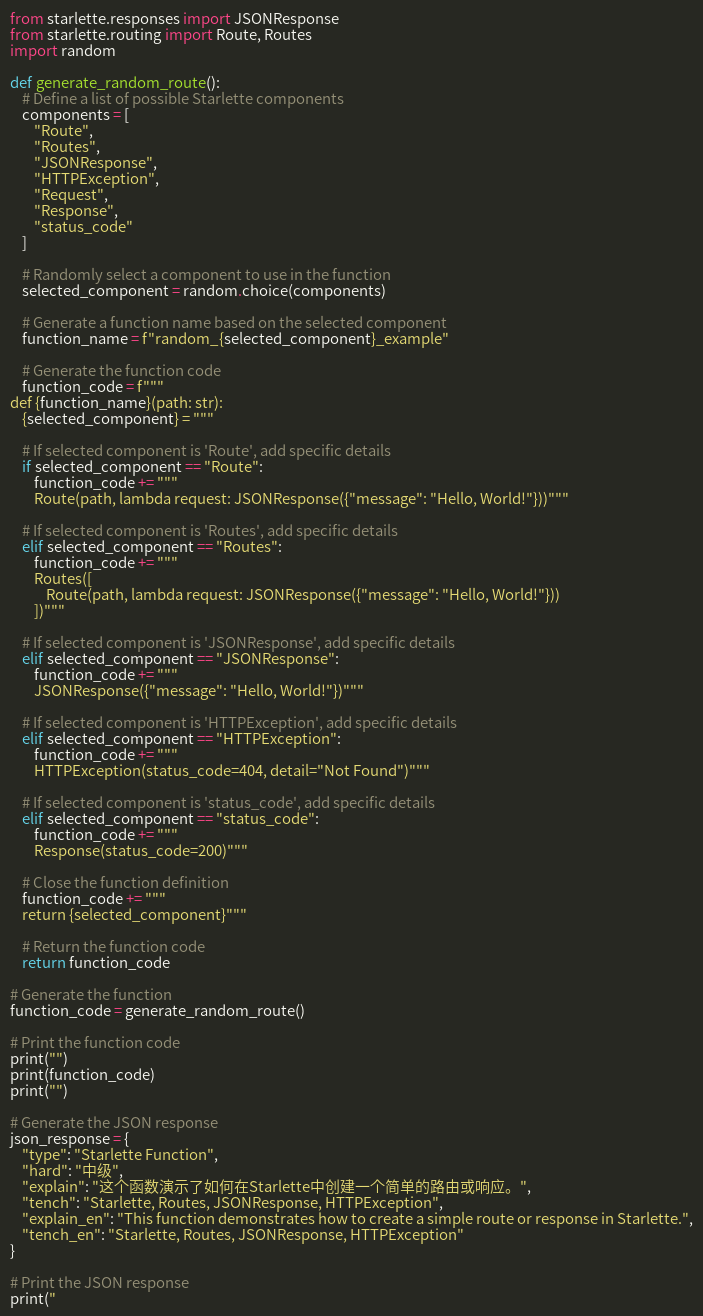 from starlette.responses import JSONResponse
from starlette.routing import Route, Routes
import random

def generate_random_route():
    # Define a list of possible Starlette components
    components = [
        "Route",
        "Routes",
        "JSONResponse",
        "HTTPException",
        "Request",
        "Response",
        "status_code"
    ]

    # Randomly select a component to use in the function
    selected_component = random.choice(components)

    # Generate a function name based on the selected component
    function_name = f"random_{selected_component}_example"

    # Generate the function code
    function_code = f"""
def {function_name}(path: str):
    {selected_component} = """

    # If selected component is 'Route', add specific details
    if selected_component == "Route":
        function_code += """
        Route(path, lambda request: JSONResponse({"message": "Hello, World!"}))"""

    # If selected component is 'Routes', add specific details
    elif selected_component == "Routes":
        function_code += """
        Routes([
            Route(path, lambda request: JSONResponse({"message": "Hello, World!"}))
        ])"""

    # If selected component is 'JSONResponse', add specific details
    elif selected_component == "JSONResponse":
        function_code += """
        JSONResponse({"message": "Hello, World!"})"""

    # If selected component is 'HTTPException', add specific details
    elif selected_component == "HTTPException":
        function_code += """
        HTTPException(status_code=404, detail="Not Found")"""

    # If selected component is 'status_code', add specific details
    elif selected_component == "status_code":
        function_code += """
        Response(status_code=200)"""

    # Close the function definition
    function_code += """
    return {selected_component}"""

    # Return the function code
    return function_code

# Generate the function
function_code = generate_random_route()

# Print the function code
print("")
print(function_code)
print("")

# Generate the JSON response
json_response = {
    "type": "Starlette Function",
    "hard": "中级",
    "explain": "这个函数演示了如何在Starlette中创建一个简单的路由或响应。",
    "tench": "Starlette, Routes, JSONResponse, HTTPException",
    "explain_en": "This function demonstrates how to create a simple route or response in Starlette.",
    "tench_en": "Starlette, Routes, JSONResponse, HTTPException"
}

# Print the JSON response
print("